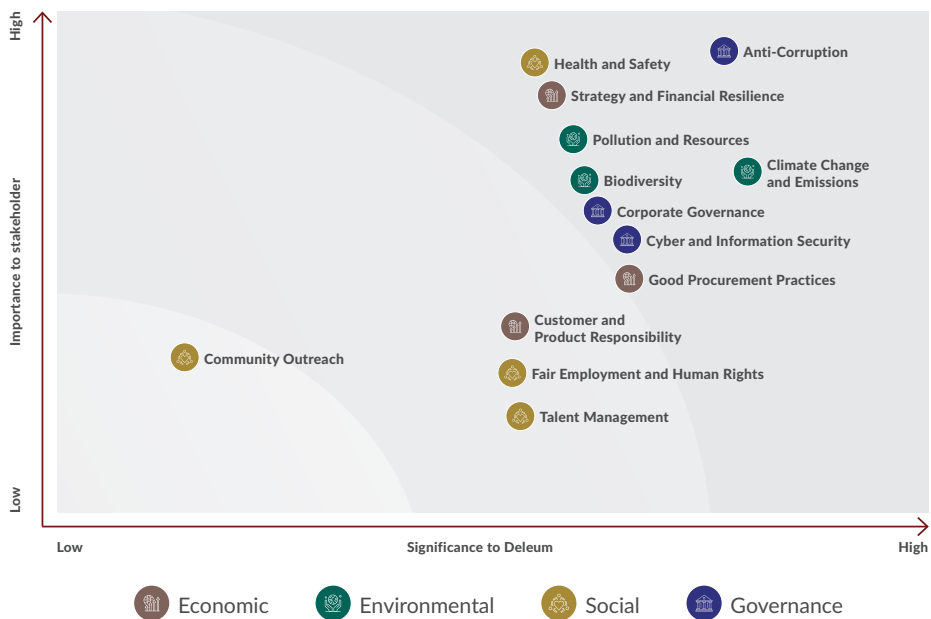 High
Anti-Corruption
Health and Safety
Strategy and Financial Resilience
Pollution and Resources
Climate Change
and Emissions
Biodiversity
Corporate Governance
Cyber and Information Security
Good Procurement Practices
Importance to stakeholder
Customer and
Product Responsibility
Community Outreach
Fair Employment and Human Rights
Talent Management
Low
Low
Significance to Deleum
High
Economic
Environmental
Social
Governance